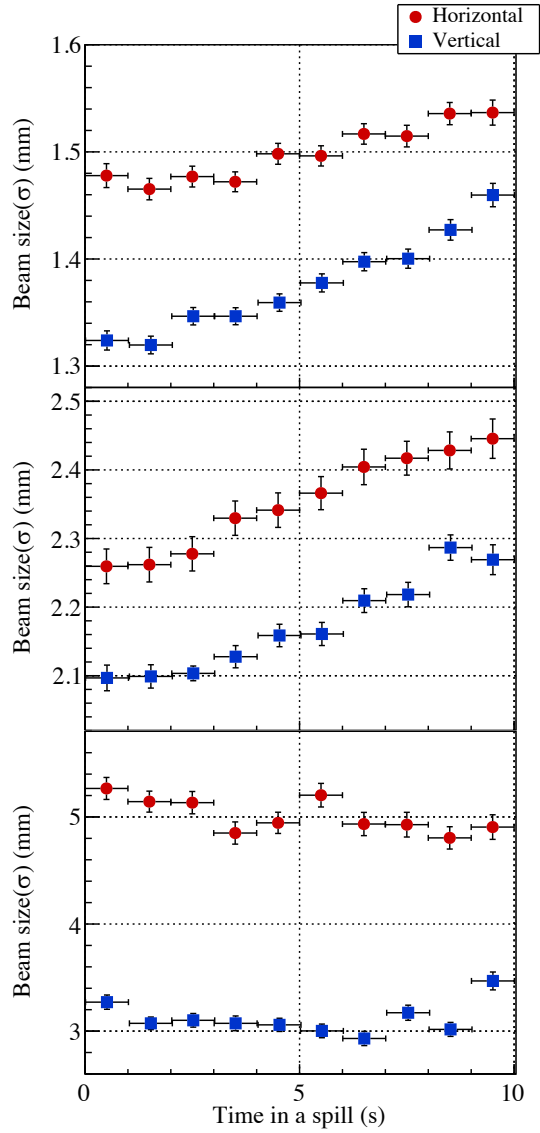 Horizontal
Vertical
1.6
1.5
1.4
1.3
Beam size(σ) (mm)
2.5
2.4
2.3
2.2
2.1
Beam size(σ) (mm)
5
4
3
Beam size(σ) (mm)
0 5 10
Time in a spill (s)